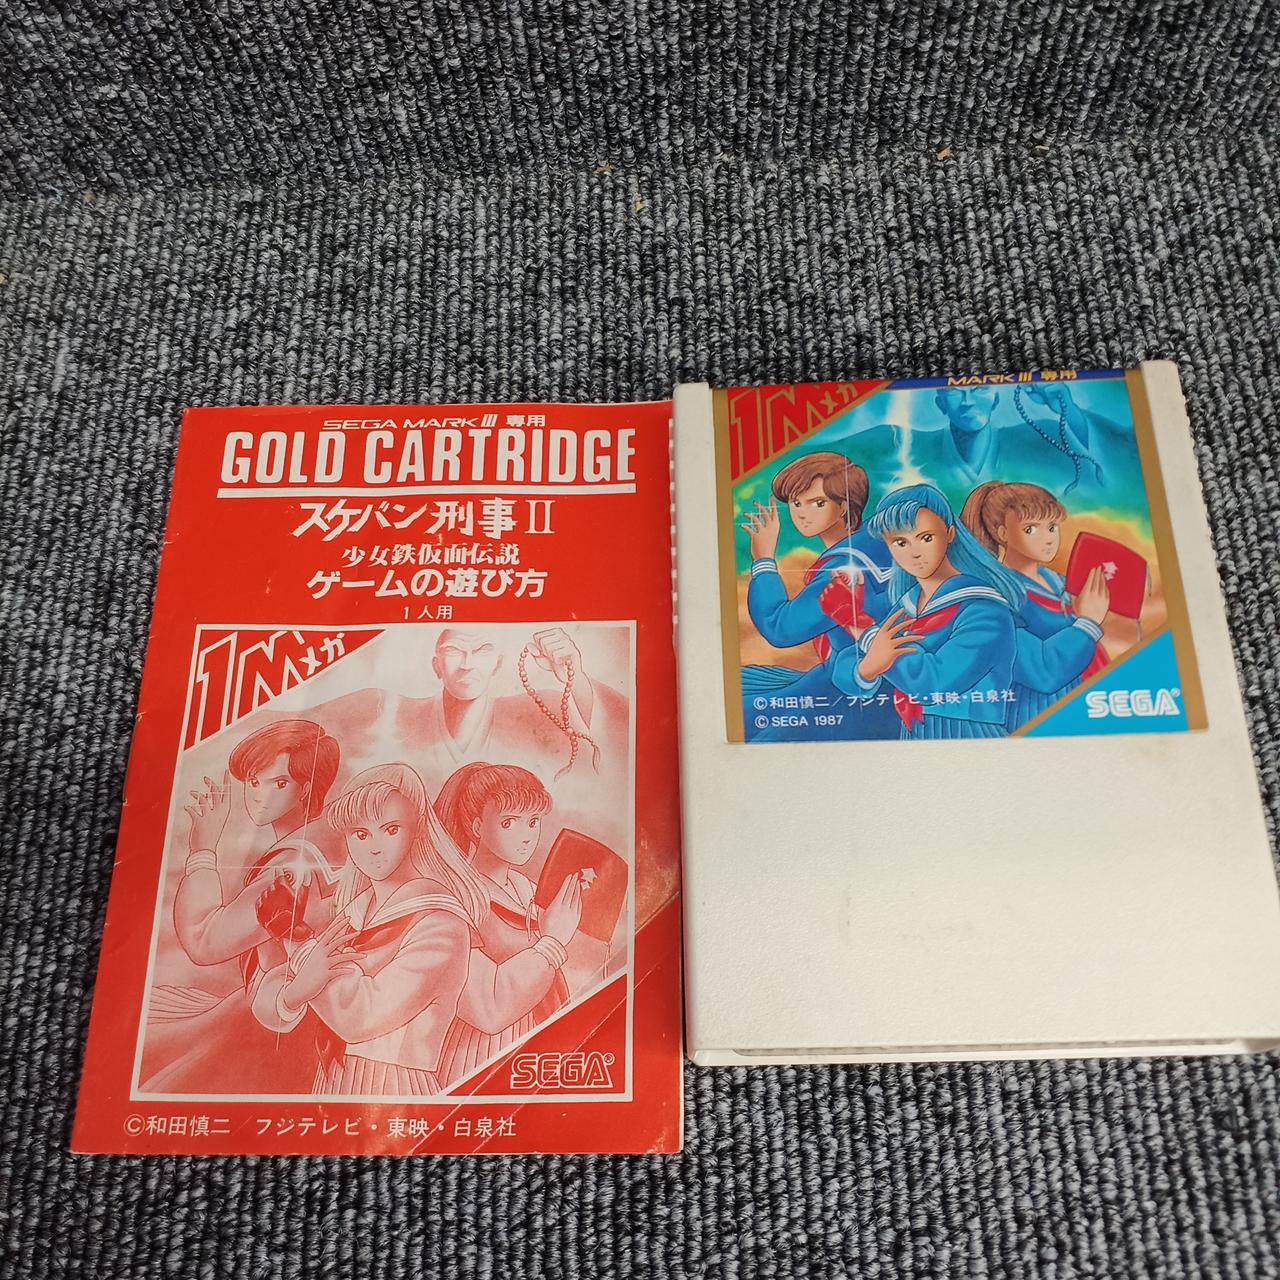 SEGA MARK III 専用
GOLD CARTRIDGE
スケバン刑事II
少女鉄仮面伝説
ゲームの遊び方
1人用
1Mメガ
SEGA®
©和田慎二／フジテレビ・東映・白泉社
MARK III 専用
1Mメガ
©和田慎二／フジテレビ・東映・白泉社
© SEGA 1987
SEGA®